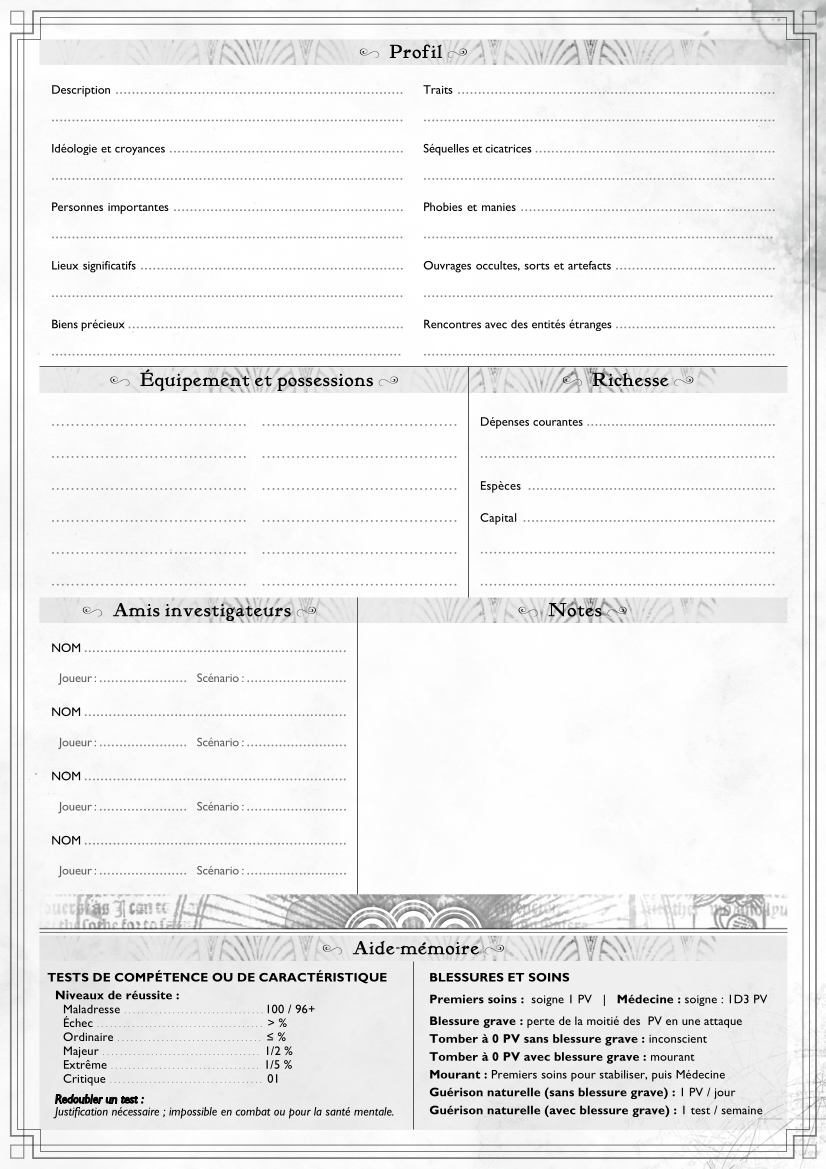 Profil
Description
Traits
Idéologie et croyances
Séquelles et cicatrices
Personnes importantes
Phobies et manies
Lieux significatifs
Ouvrages occultes, sorts et artefacts
Biens précieux
Rencontres avec des entités étranges
Équipement et possessions
Richesse
Dépenses courantes
Espèces
Capital
Amis investigateurs
Notes
NOM
Joueur : Scénario :
NOM
Joueur : Scénario :
NOM
Joueur : Scénario :
NOM
Joueur : Scénario :
Aide-mémoire
TESTS DE COMPÉTENCE OU DE CARACTÉRISTIQUE
Niveaux de réussite :
Maladresse 100 / 96+
Échec > %
Ordinaire ≤ %
Majeur 1/2 %
Extrême 1/5 %
Critique 01
Redoubler un test :
Justification nécessaire ; impossible en combat ou pour la santé mentale.
BLESSURES ET SOINS
Premiers soins : soigne 1 PV | Médecine : soigne : 1D3 PV
Blessure grave : perte de la moitié des PV en une attaque
Tomber à 0 PV sans blessure grave : inconscient
Tomber à 0 PV avec blessure grave : mourant
Mourant : Premiers soins pour stabiliser, puis Médecine
Guérison naturelle (sans blessure grave) : 1 PV / jour
Guérison naturelle (avec blessure grave) : 1 test / semaine